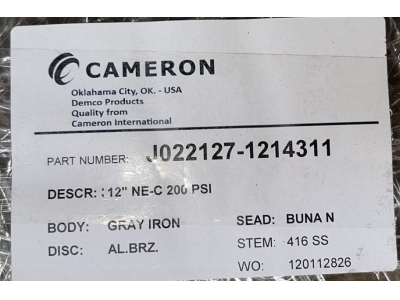 CAMERON
Oklahoma City, OK. - USA
Demco Products
Quality from
Cameron International
PART NUMBER: J022127-1214311
DESCR: 12" NE-C 200 PSI
BODY: GRAY IRON SEAD: BUNA N
DISC: AL.BRZ. STEM: 416 SS
WO: 120112826